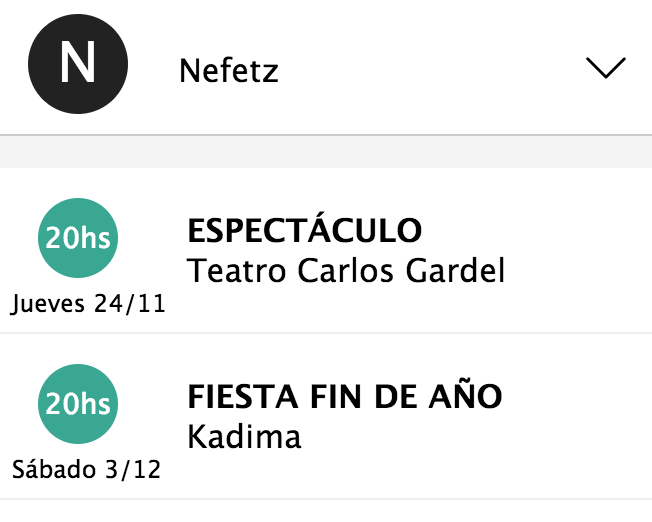 N
Nefetz
20hs
Jueves 24/11
ESPECTÁCULO
Teatro Carlos Gardel
20hs
Sábado 3/12
FIESTA FIN DE AÑO
Kadima